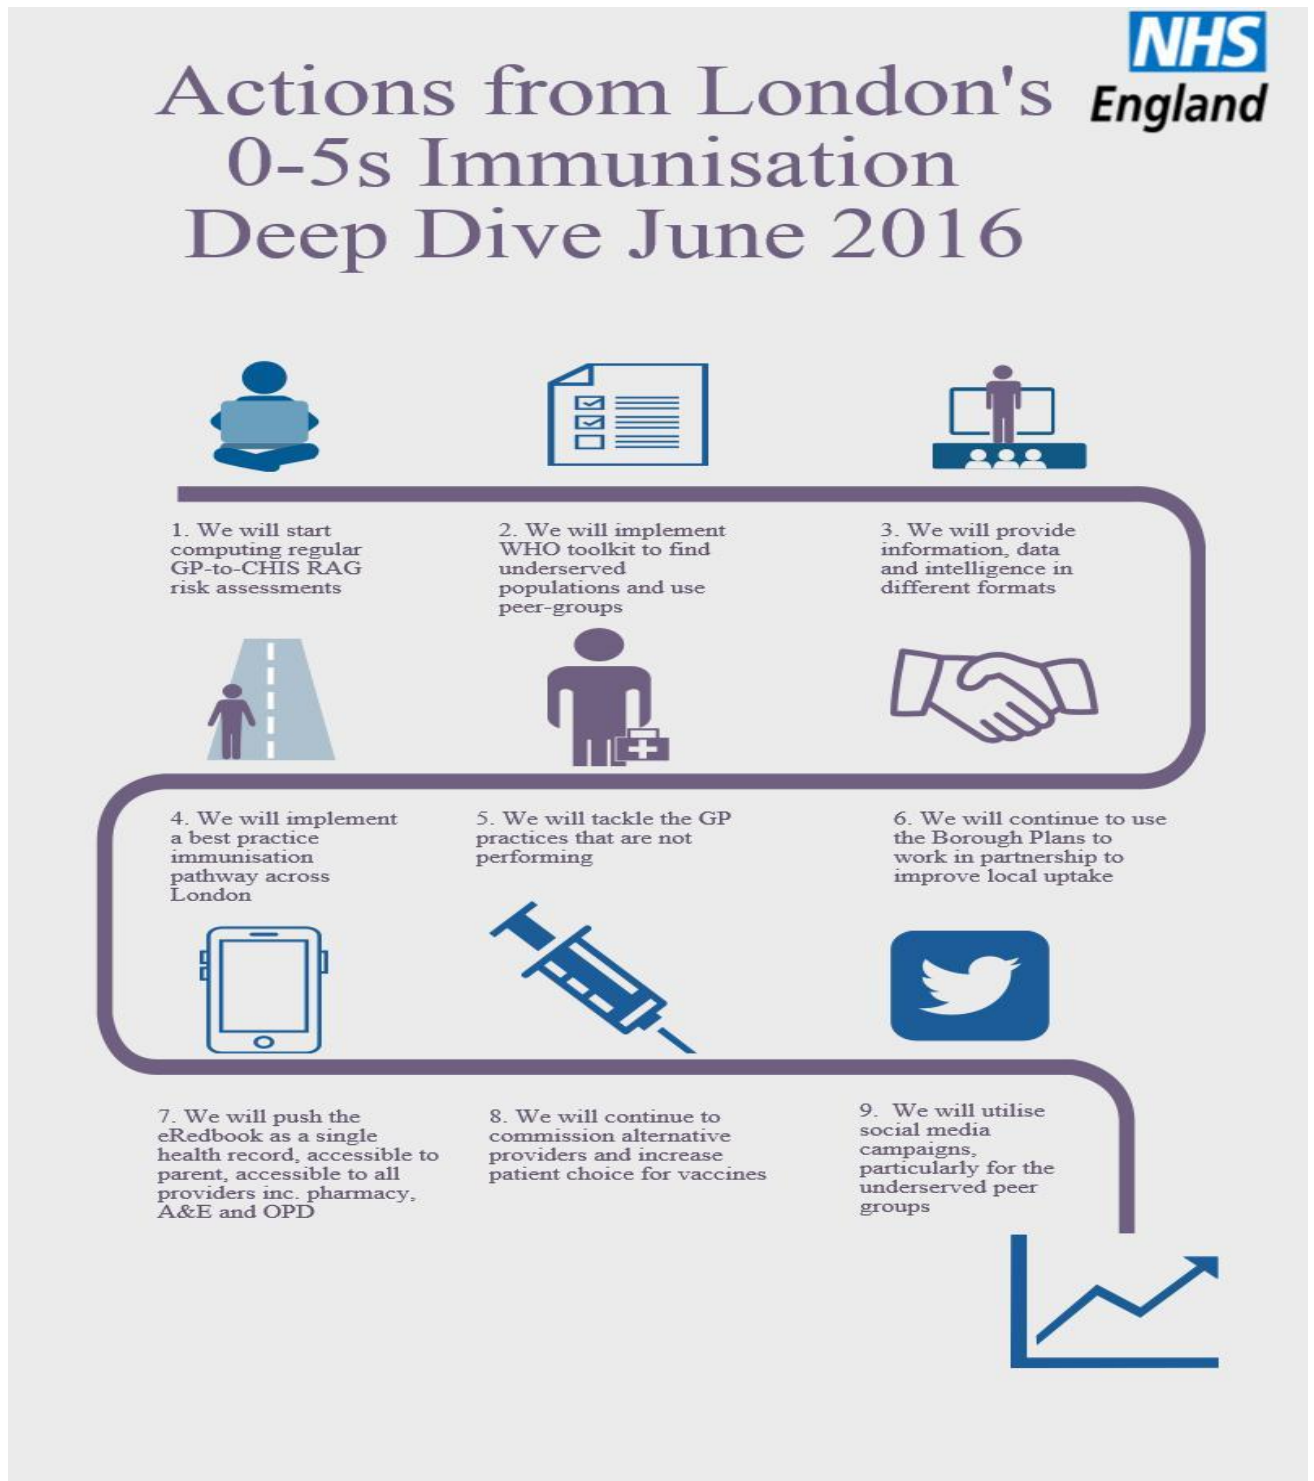 NHS
England
Actions from London's
0-5s Immunisation
Deep Dive June 2016
1. We will start
computing regular
GP-to-CHIS RAG
risk assessments
2. We will implement
WHO toolkit to find
underserved
populations and use
peer-groups
3. We will provide
information, data
and intelligence in
different formats
4. We will implement
a best practice
immunisation
pathway across
London
5. We will tackle the GP
practices that are not
performing
6. We will continue to use
the Borough Plans to
work in partnership to
improve local uptake
7. We will push the
eRedbook as a single
health record, accessible to
parent, accessible to all
providers inc. pharmacy,
A&E and OPD
8. We will continue to
commission alternative
providers and increase
patient choice for vaccines
9. We will utilise
social media
campaigns,
particularly for the
underserved peer
groups